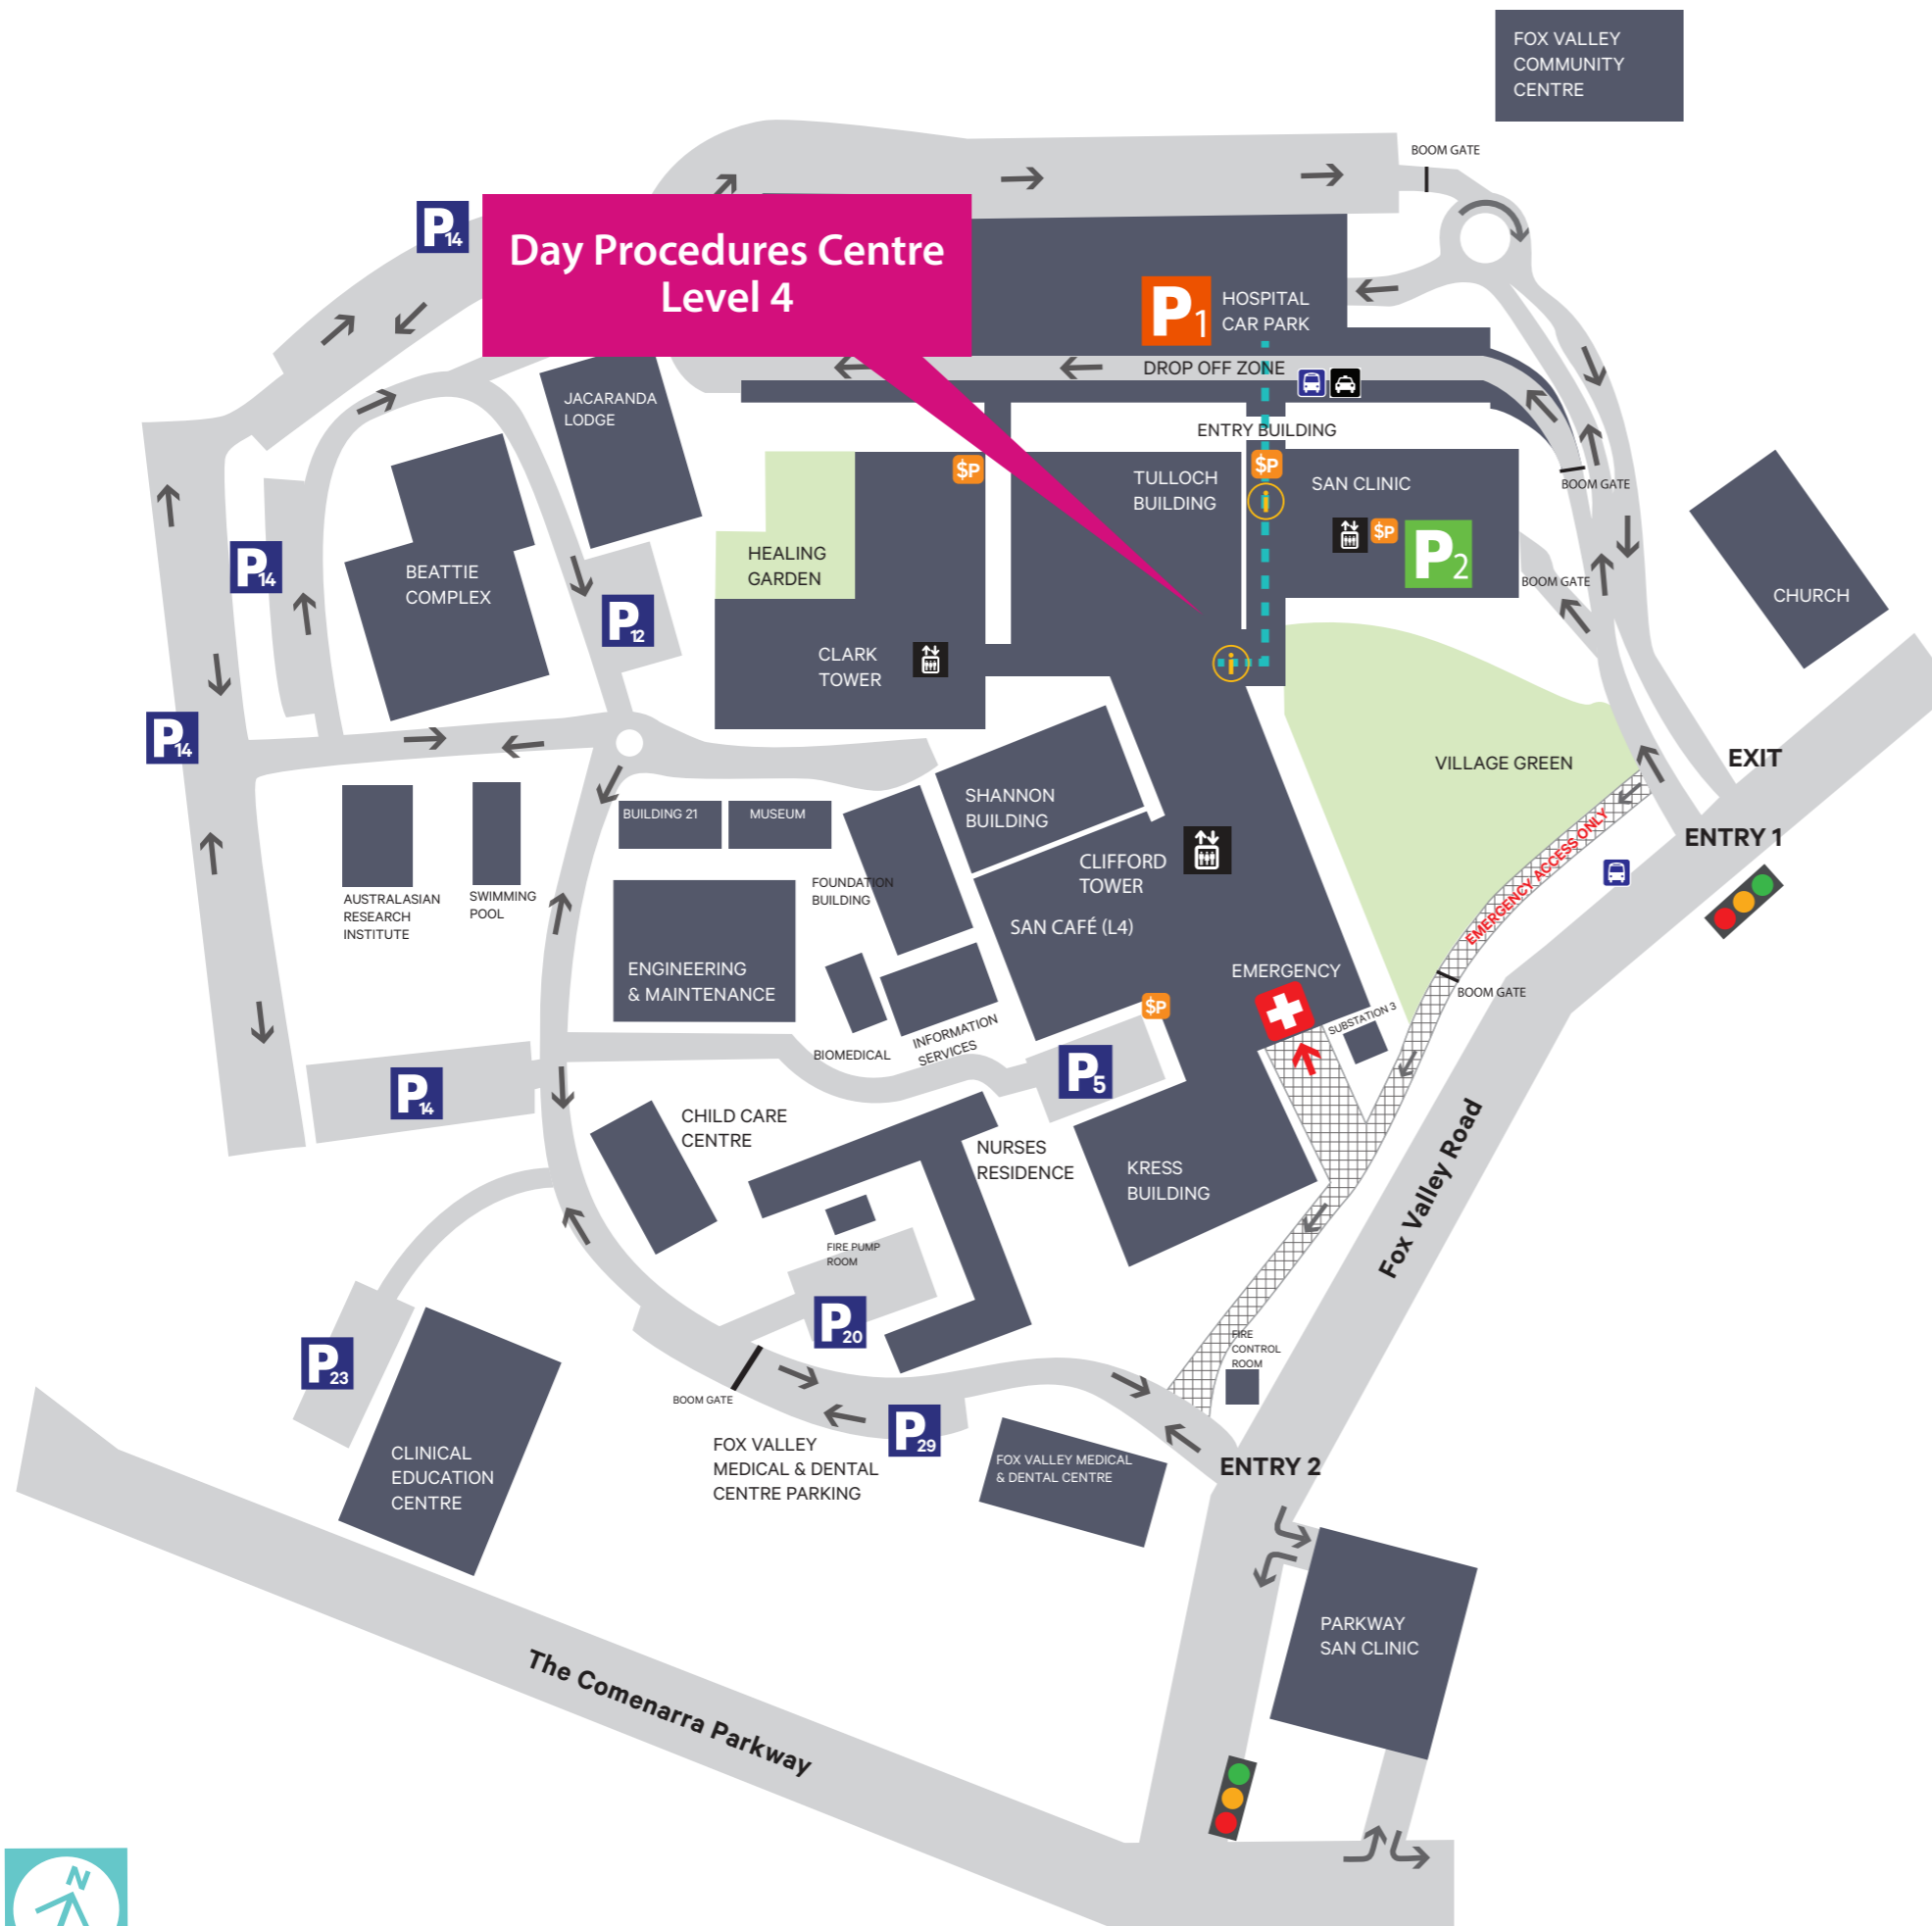 FOX VALLEY
COMMUNITY
CENTRE
BOOM GATE
P14
Day Procedures Centre
Level 4
P1
HOSPITAL
CAR PARK
DROP OFF ZONE
JACARANDA
LODGE
ENTRY BUILDING
$P
$P
i
TULLOCH
BUILDING
SAN CLINIC
BOOM GATE
$P
P2
HEALING
GARDEN
P14
BEATTIE
COMPLEX
BOOM GATE
CHURCH
P12
CLARK
TOWER
i
P14
VILLAGE GREEN
EXIT
SHANNON
BUILDING
BUILDING 21
MUSEUM
ENTRY 1
CLIFFORD
TOWER
EMERGENCY ACCESS ONLY
FOUNDATION
BUILDING
AUSTRALASIAN
RESEARCH
INSTITUTE
SWIMMING
POOL
SAN CAFÉ (L4)
ENGINEERING
& MAINTENANCE
EMERGENCY
BOOM GATE
$P
SUBSTATION 3
INFORMATION
SERVICES
BIOMEDICAL
P5
P14
CHILD CARE
CENTRE
NURSES
RESIDENCE
KRESS
BUILDING
Fox Valley Road
FIRE PUMP
ROOM
P20
P23
FIRE
CONTROL
ROOM
BOOM GATE
P29
FOX VALLEY
MEDICAL & DENTAL
CENTRE PARKING
CLINICAL
EDUCATION
CENTRE
FOX VALLEY MEDICAL
& DENTAL CENTRE
ENTRY 2
PARKWAY
SAN CLINIC
The Comenarra Parkway
N